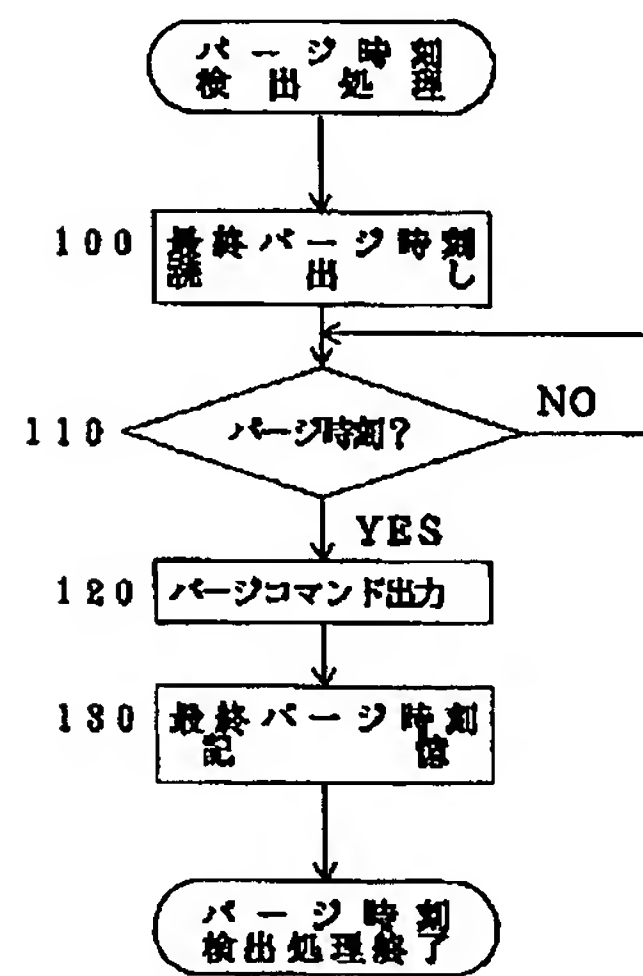 パージ時刻
検出処理
100
最終パージ時刻
読出し
110
パージ時刻?
NO
YES
120
パージコマンド出力
130
最終パージ時刻
記憶
パージ時刻
検出処理終了